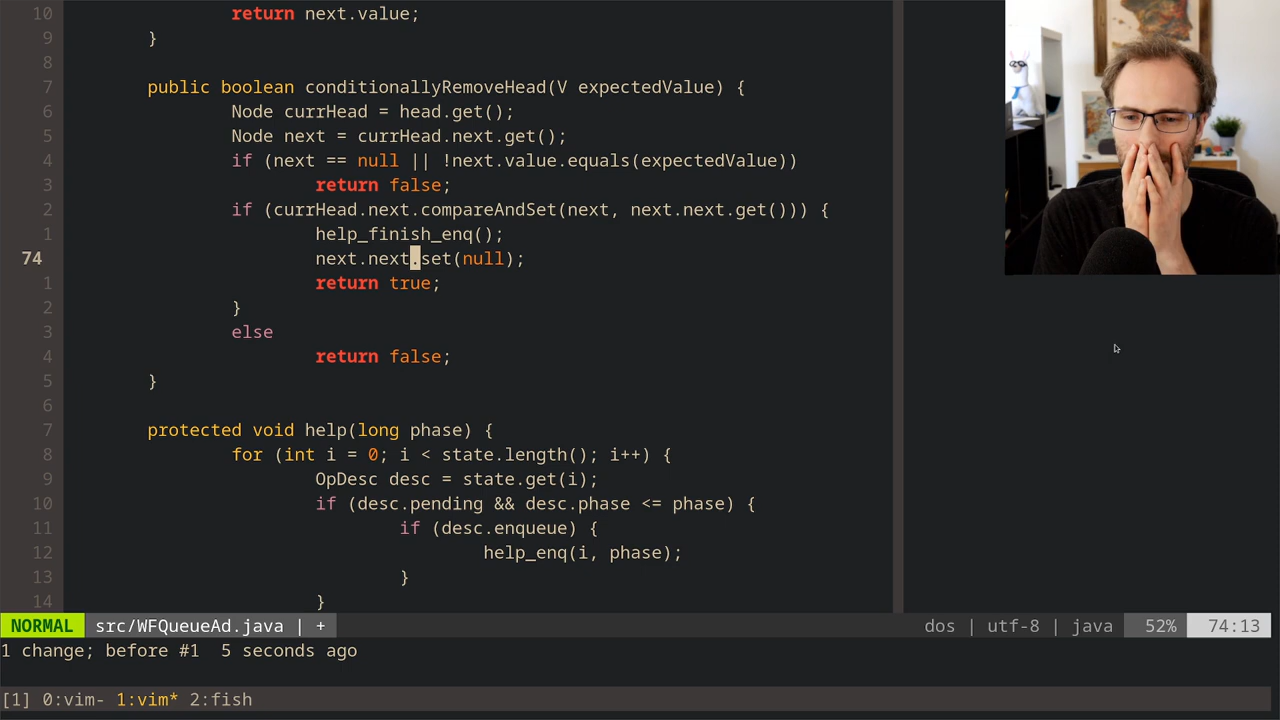 10 return next.value;
9 }
8
7 public boolean conditionallyRemoveHead(V expectedValue) {
6 Node currHead = head.get();
5 Node next = currHead.next.get();
4 if (next == null || !next.value.equals(expectedValue))
3 return false;
2 if (currHead.next.compareAndSet(next, next.next.get())) {
1 help_finish_enq();
74 next.next.set(null);
1 return true;
2 }
3 else
4 return false;
5 }
6
7 protected void help(long phase) {
8 for (int i = 0; i < state.length(); i++) {
9 OpDesc desc = state.get(i);
10 if (desc.pending && desc.phase <= phase) {
11 if (desc.enqueue) {
12 help_enq(i, phase);
13 }
14 }
NORMAL src/WFQueueAd.java | + dos | utf-8 | java 52% 74:13
1 change; before #1 5 seconds ago
[1] 0:vim- 1:vim* 2:fish